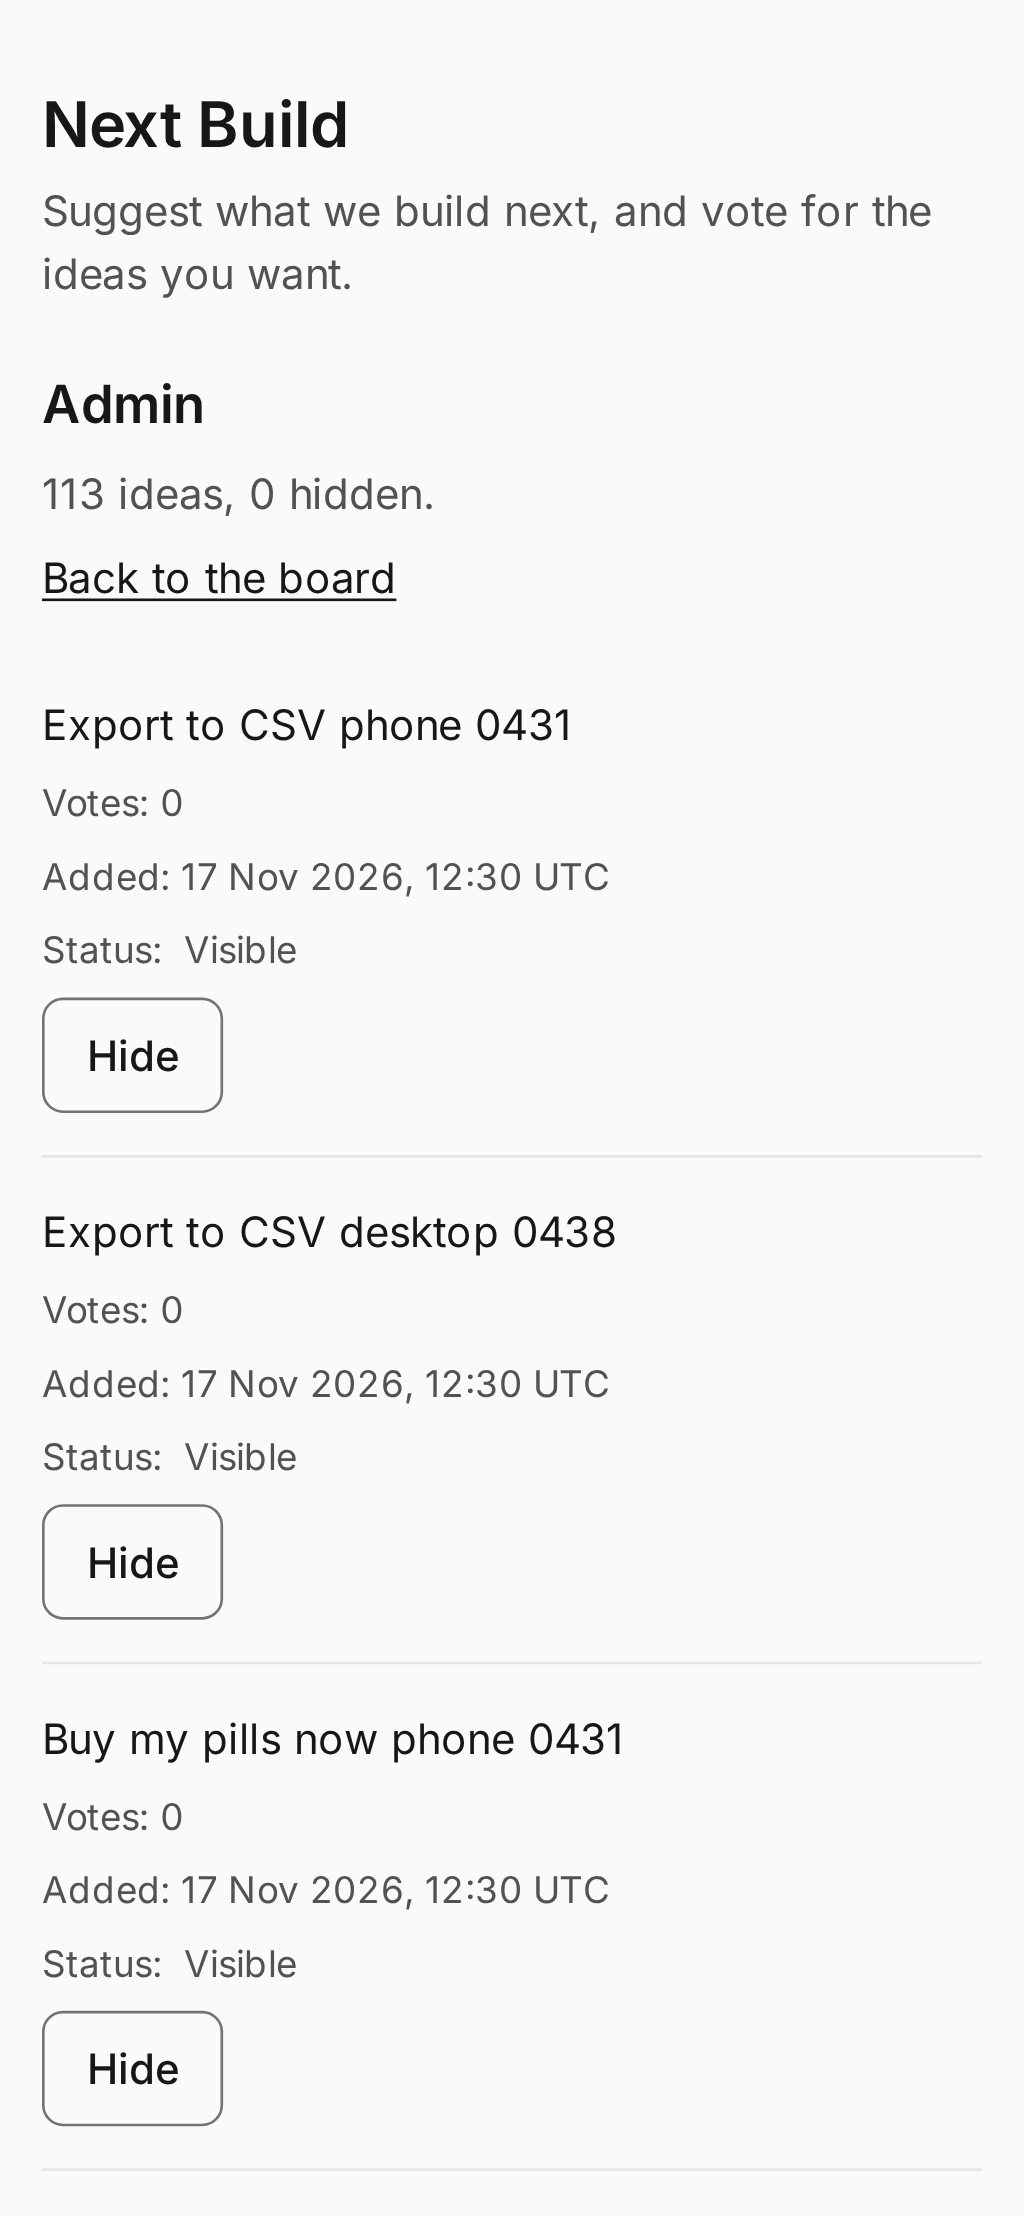 Next Build
Suggest what we build next, and vote for the
ideas you want.
Admin
113 ideas, 0 hidden.
Back to the board
Export to CSV phone 0431
Votes: 0
Added: 17 Nov 2026, 12:30 UTC
Status: Visible
Hide
Export to CSV desktop 0438
Votes: 0
Added: 17 Nov 2026, 12:30 UTC
Status: Visible
Hide
Buy my pills now phone 0431
Votes: 0
Added: 17 Nov 2026, 12:30 UTC
Status: Visible
Hide